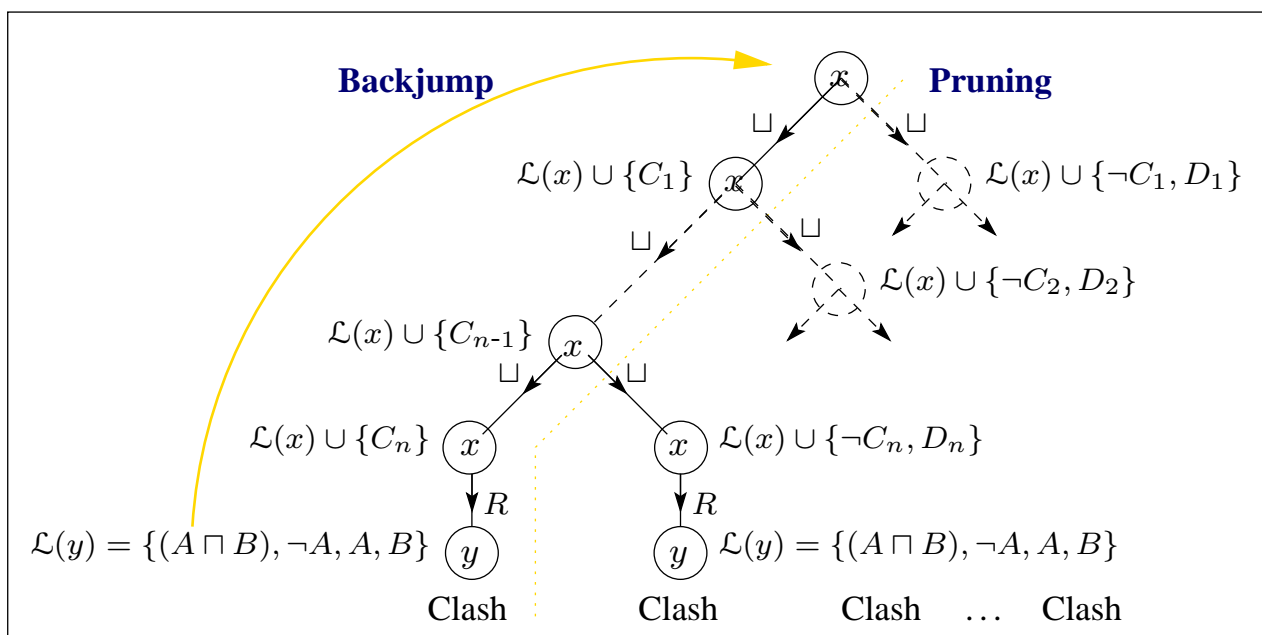 Backjump
x
Pruning
⊔
⊔
ℒ(x) ∪ {C₁}
x
ℒ(x) ∪ {¬C₁, D₁}
⊔
⊔
ℒ(x) ∪ {¬C₂, D₂}
ℒ(x) ∪ {Cₙ₋₁}
x
⊔
⊔
ℒ(x) ∪ {Cₙ}
x
x
ℒ(x) ∪ {¬Cₙ, Dₙ}
R
R
ℒ(y) = {(A ⊓ B), ¬A, A, B}
y
y
ℒ(y) = {(A ⊓ B), ¬A, A, B}
Clash
Clash
Clash … Clash